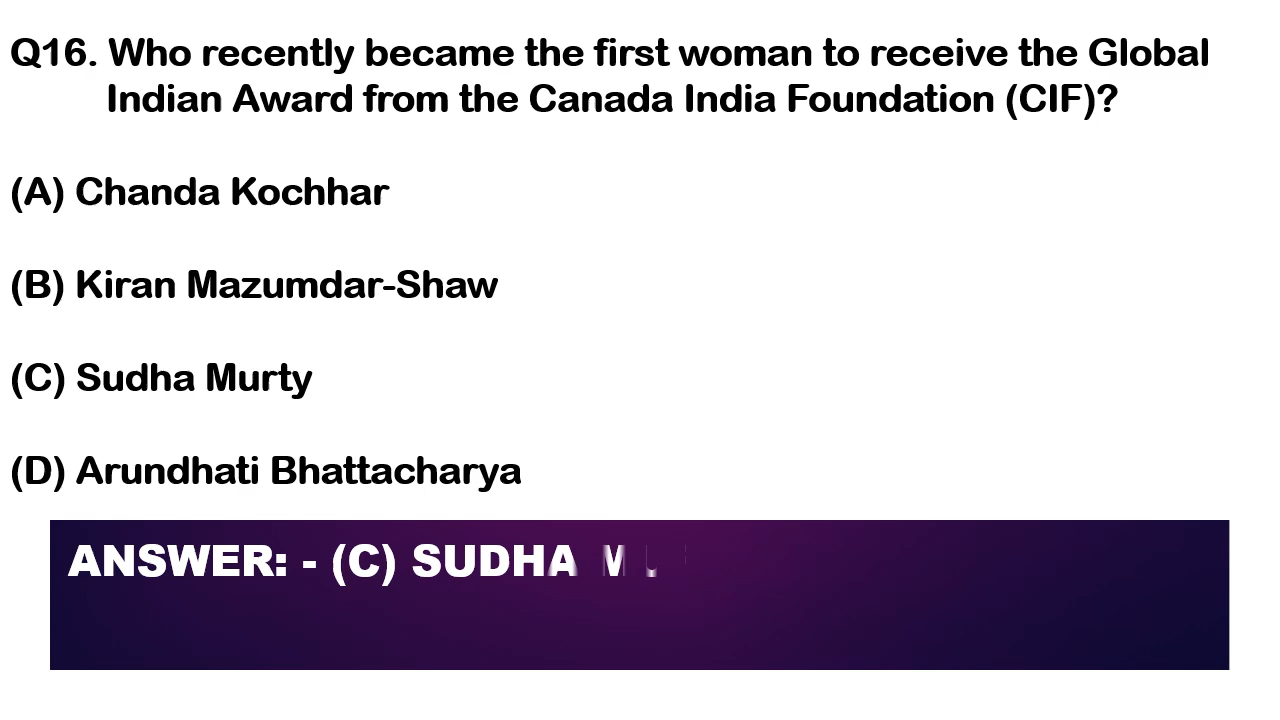 Q16. Who recently became the first woman to receive the Global
Indian Award from the Canada India Foundation (CIF)?
(A) Chanda Kochhar
(B) Kiran Mazumdar-Shaw
(C) Sudha Murty
(D) Arundhati Bhattacharya
ANSWER: - (C) SUDHA